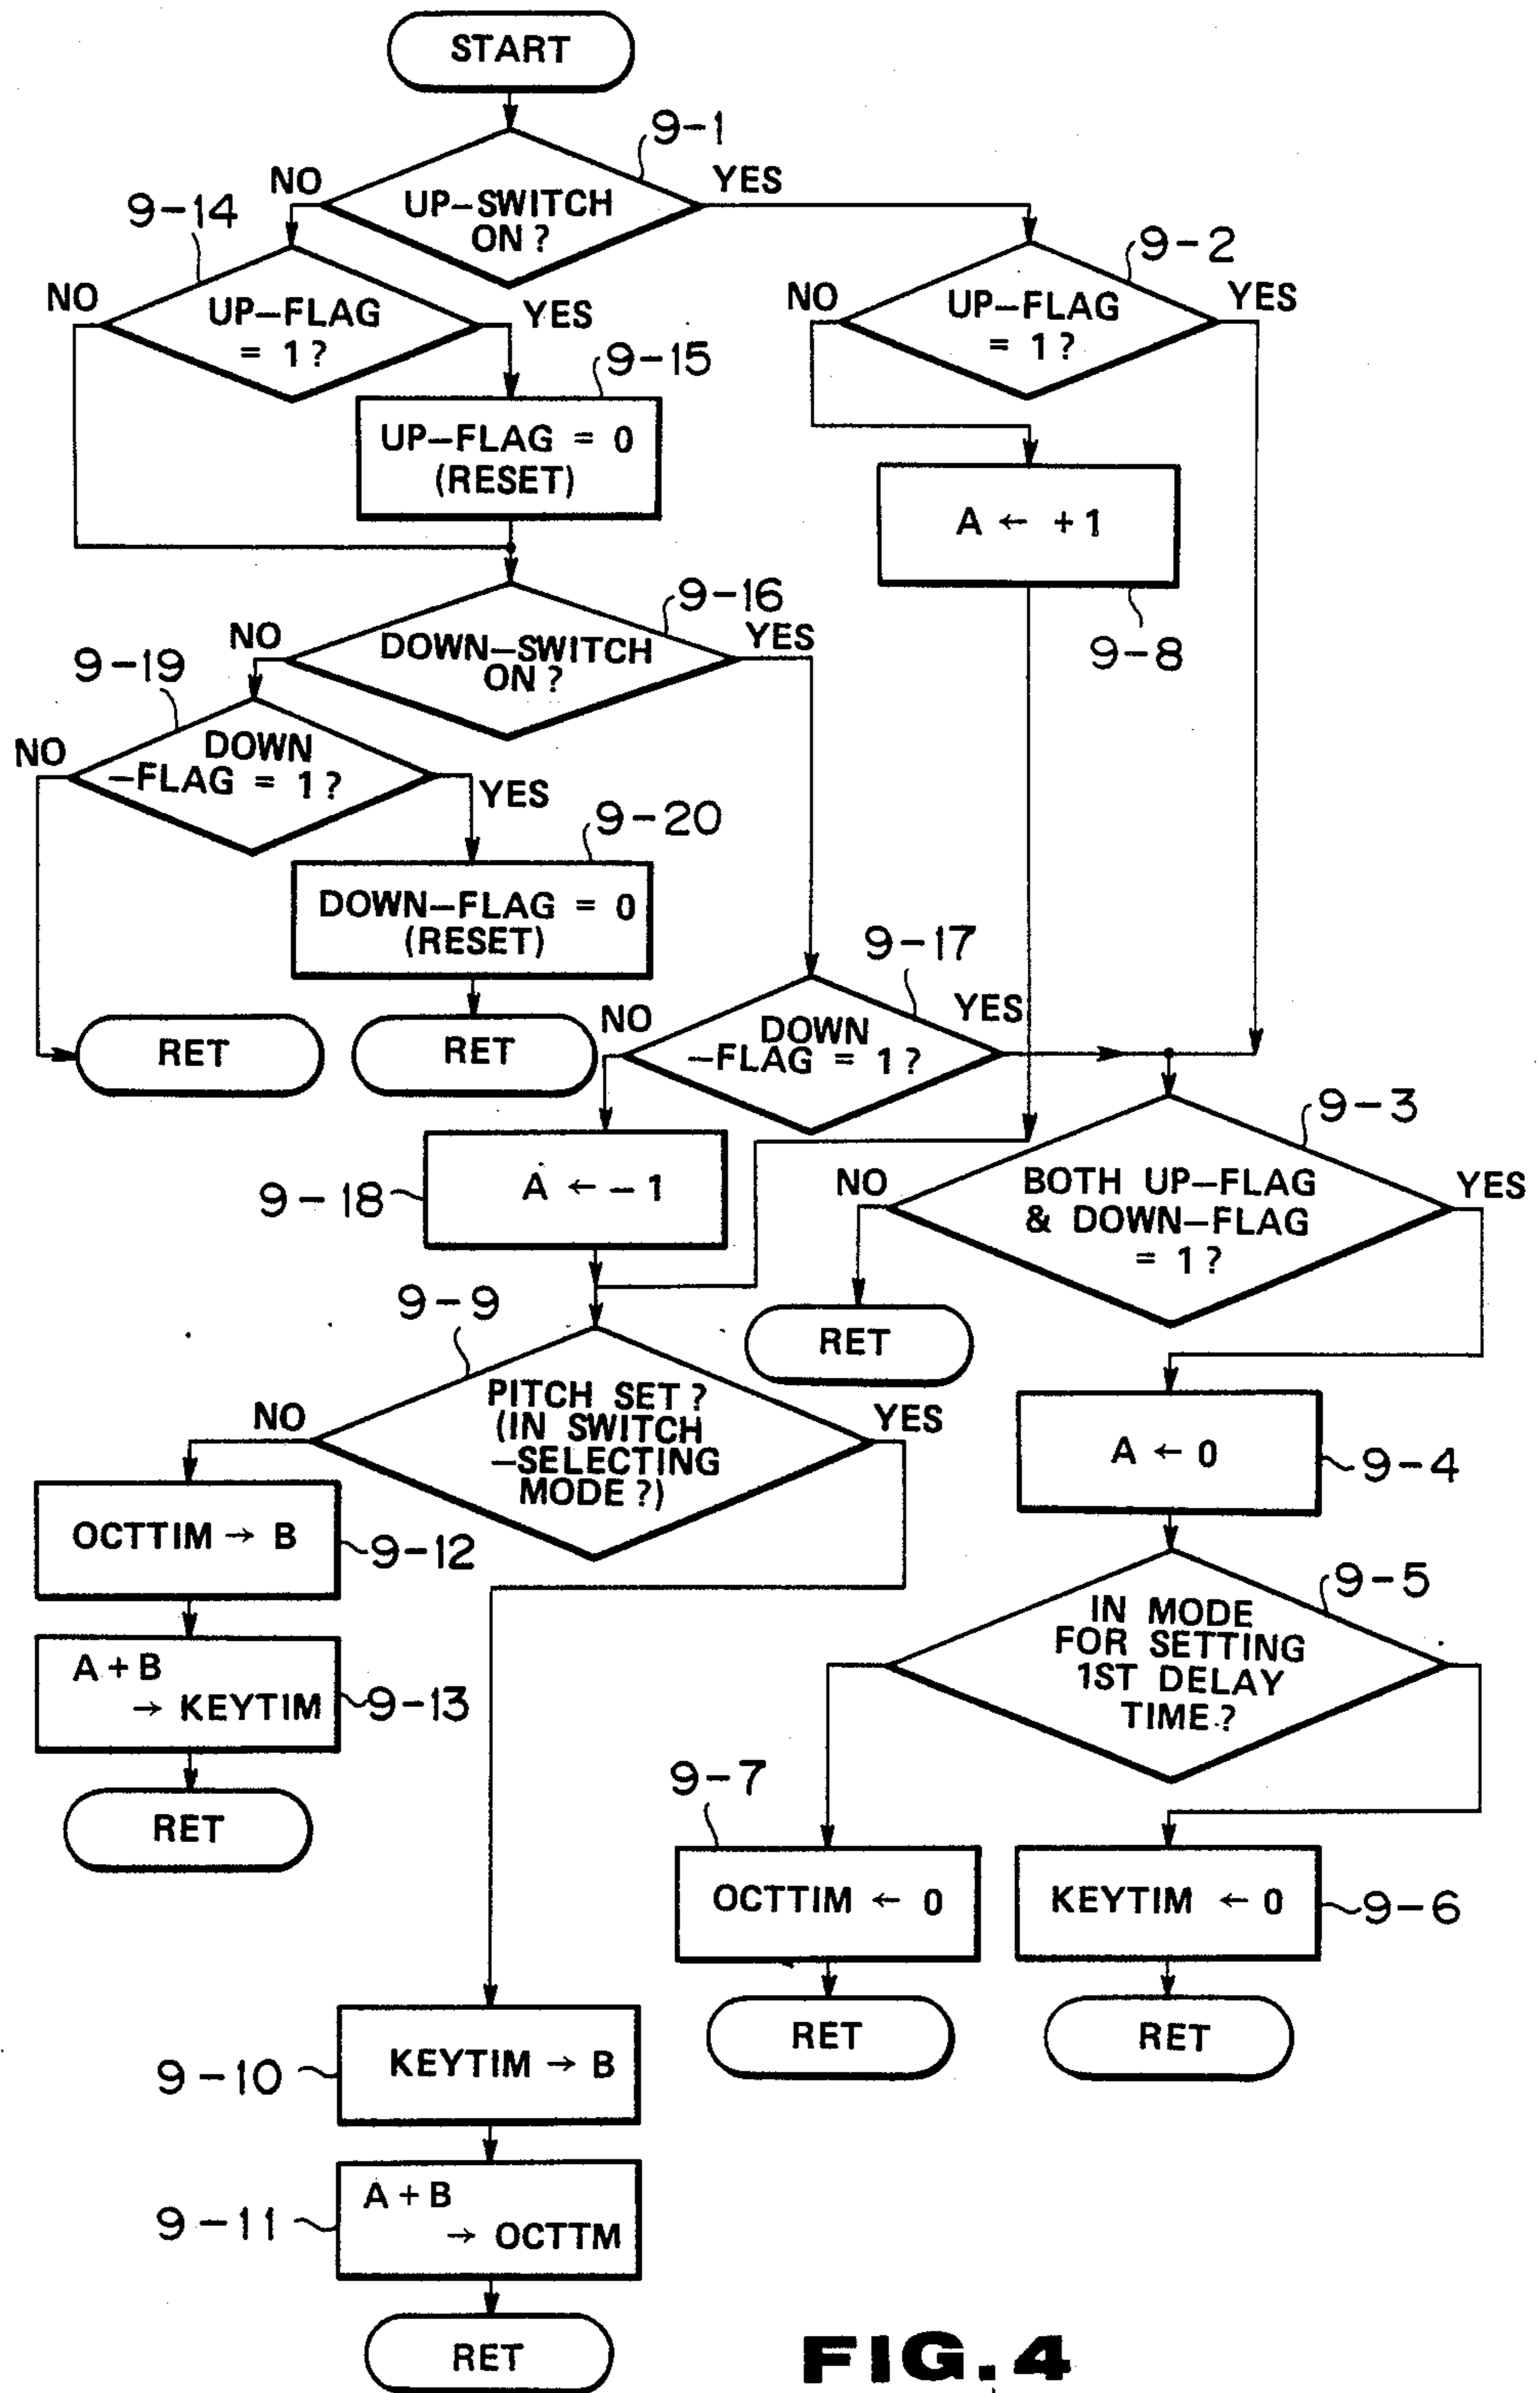 START
9-1
NO
YES
UP-SWITCH
ON?
9-14
9-2
NO
UP-FLAG
= 1?
YES
NO
UP-FLAG
= 1?
YES
9-15
UP-FLAG = 0
(RESET)
A ← +1
9-8
9-16
NO
DOWN-SWITCH
ON?
YES
9-19
NO
DOWN
-FLAG = 1?
YES
9-20
DOWN-FLAG = 0
(RESET)
9-17
RET
RET
NO
DOWN
-FLAG = 1?
YES
9-3
9-18
A ← -1
NO
BOTH UP-FLAG
& DOWN-FLAG
= 1?
YES
9-9
RET
NO
PITCH SET?
(IN SWITCH
-SELECTING
MODE?)
YES
A ← 0
9-4
OCTTIM → B
9-12
9-5
IN MODE
FOR SETTING
1ST DELAY
TIME?
A + B
→ KEYTIM
9-13
9-7
RET
OCTTIM ← 0
KEYTIM ← 0
9-6
RET
RET
9-10
KEYTIM → B
9-11
A + B
→ OCTTM
RET
FIG.4